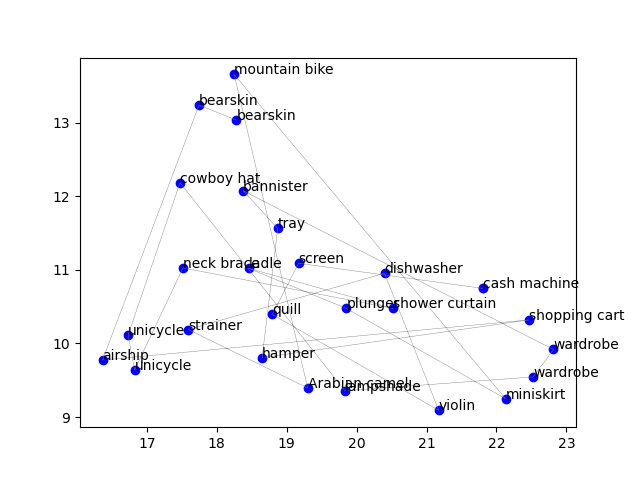 mountain bike
bearskin
bearskin
13
cowboy hat
bannister
12
tray
screen
neck brace
dishwasher
11
cash machine
plunger
shower curtain
quill
shopping cart
strainer
unicycle
10
wardrobe
hamper
airship
unicycle
wardrobe
Arabian camel
lampshade
miniskirt
violin
9
17 18 19 20 21 22 23